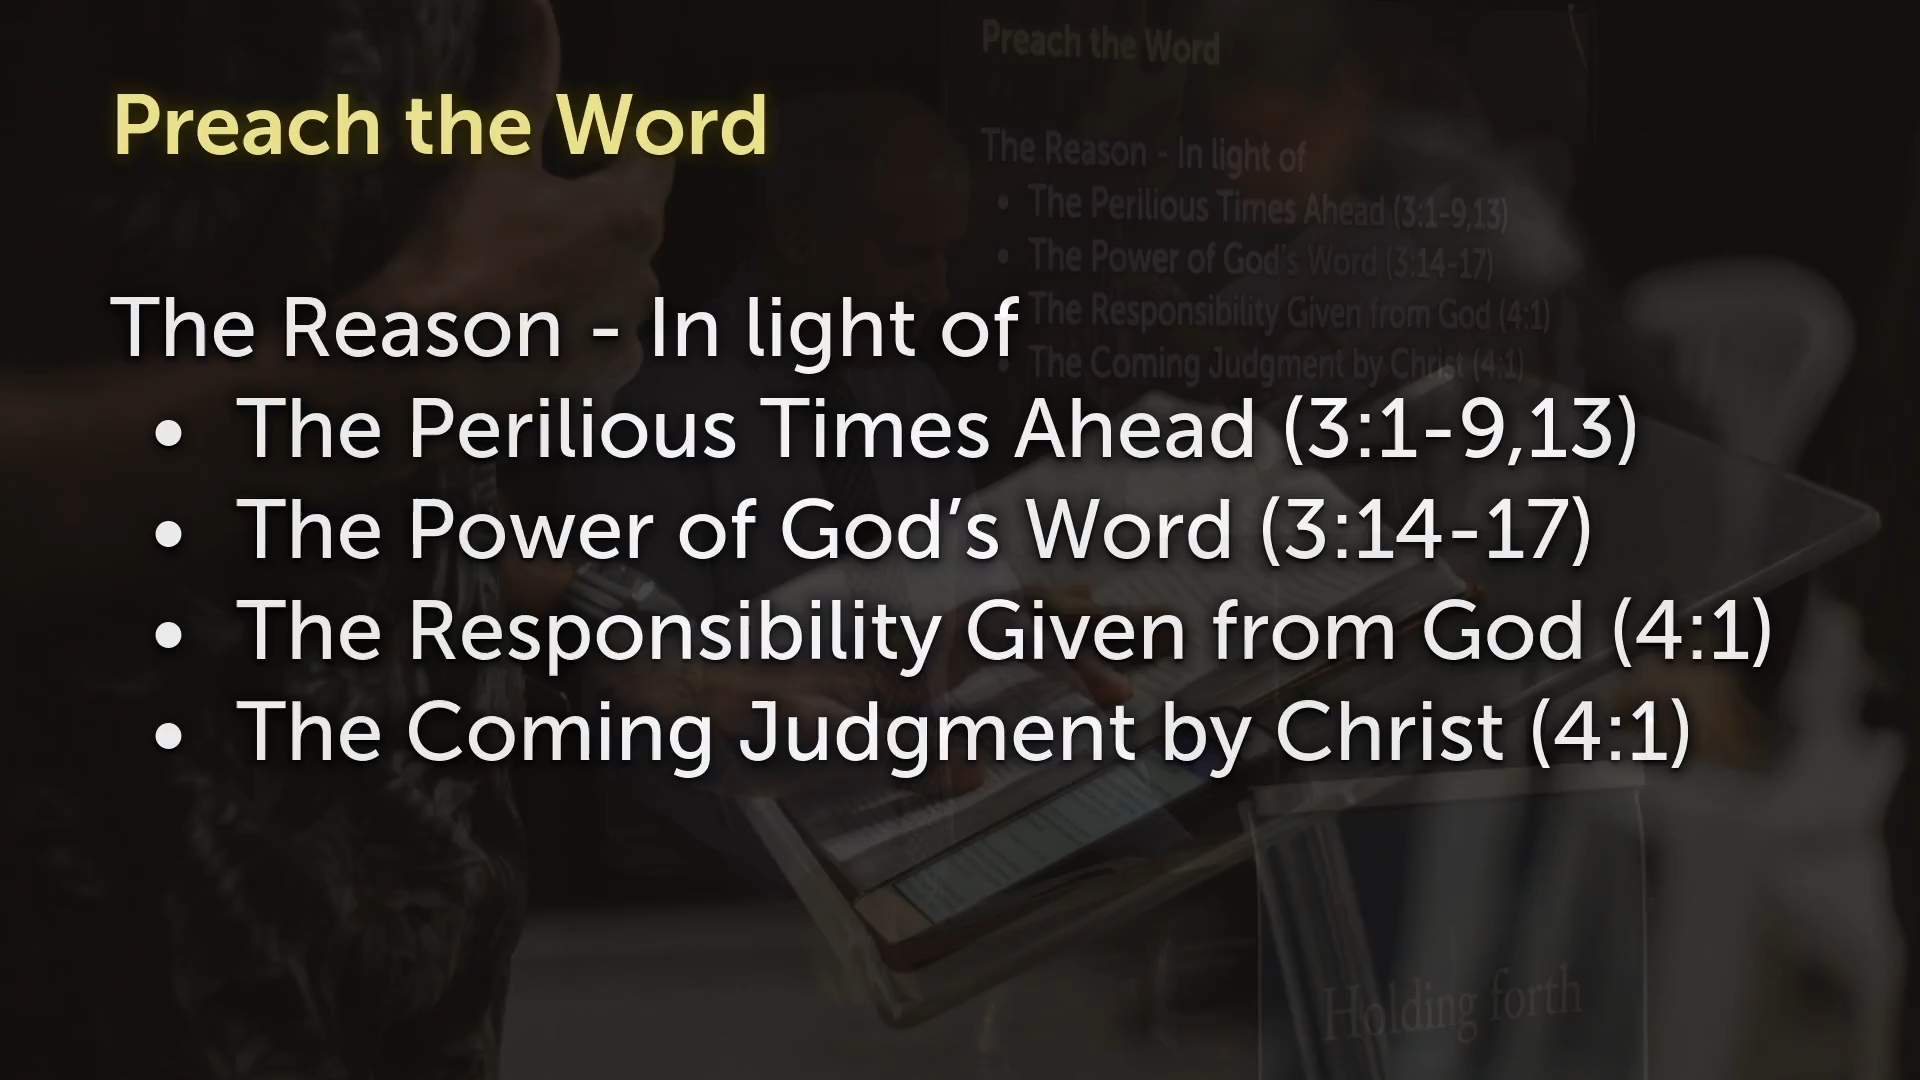 Preach the Word
The Reason - In light of
• The Perilious Times Ahead (3:1-9,13)
• The Power of God’s Word (3:14-17)
• The Responsibility Given from God (4:1)
• The Coming Judgment by Christ (4:1)
Preach the Word
The Reason - In light of
• The Perilious Times Ahead (3:1-9,13)
• The Power of God's Word (3:14-17)
The Responsibility Given from God (4:1)
• The Coming Judgment by Christ (4:1)
Holding forth